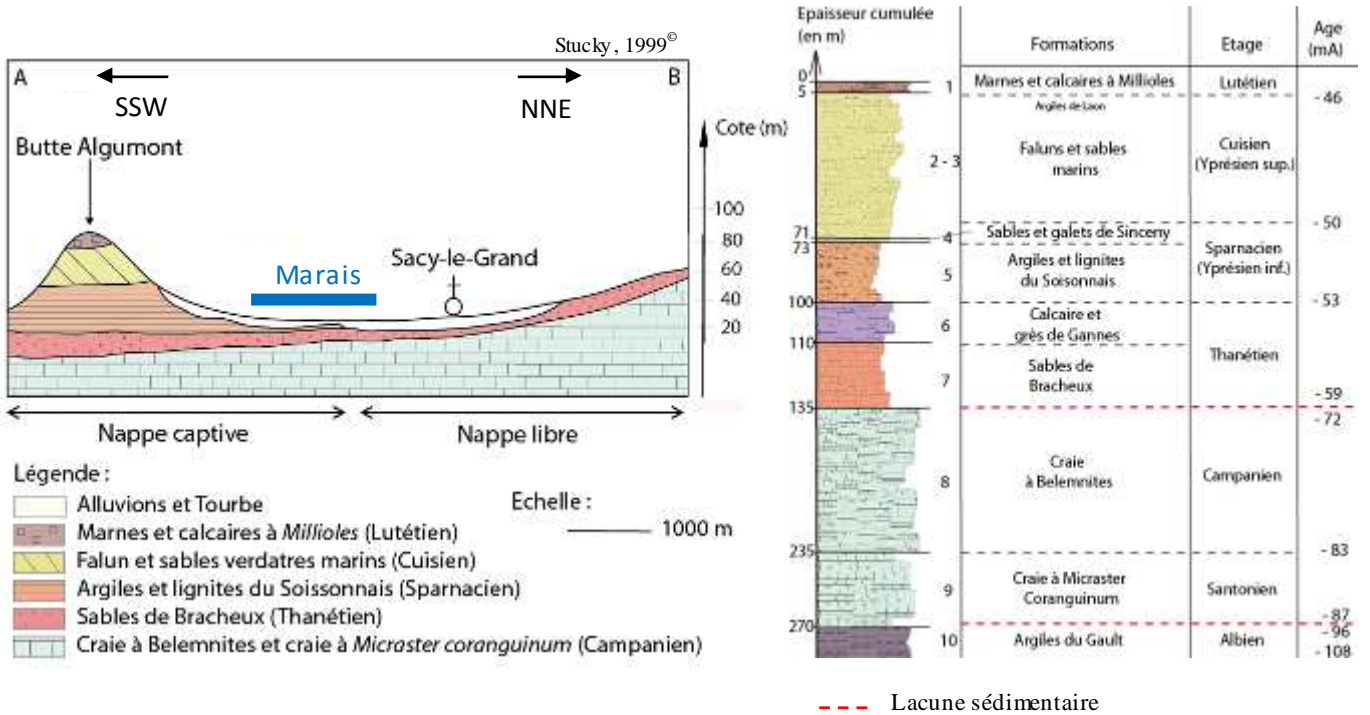 Stucky, 1999©
A
B
SSW
NNE
Butte Algumont
Marais
Sacy-le-Grand
Cote (m)
100
80
60
40
20
Nappe captive
Nappe libre
Légende :
Alluvions et Tourbe
Marnes et calcaires à Millioles (Lutétien)
Falun et sables verdatres marins (Cuisien)
Argiles et lignites du Soissonnais (Sparnacien)
Sables de Bracheux (Thanétien)
Craie à Belemnites et craie à Micraster coranguinum (Campanien)
Echelle :
1000 m
Epaisseur cumulée
(en m)
Formations
Etage
Age
(mA)
0
5
1
Marnes et calcaires à Millioles
Lutétien
- 46
Argiles de Laon
2 - 3
Faluns et sables
marins
Cuisien
(Yprésien sup.)
- 50
71
73
4
Sables et galets de Sinceny
Sparnacien
(Yprésien inf.)
5
Argiles et lignites
du Soisonnais
- 53
100
6
Calcaire et
grès de Gannes
Thanétien
110
7
Sables de
Bracheux
- 59
135
- 72
8
Craie
à Belemnites
Campanien
235
- 83
9
Craie à Micraster
Coranguinum
Santonien
- 87
270
- 96
10
Argiles du Gault
Albien
- 108
Lacune sédimentaire